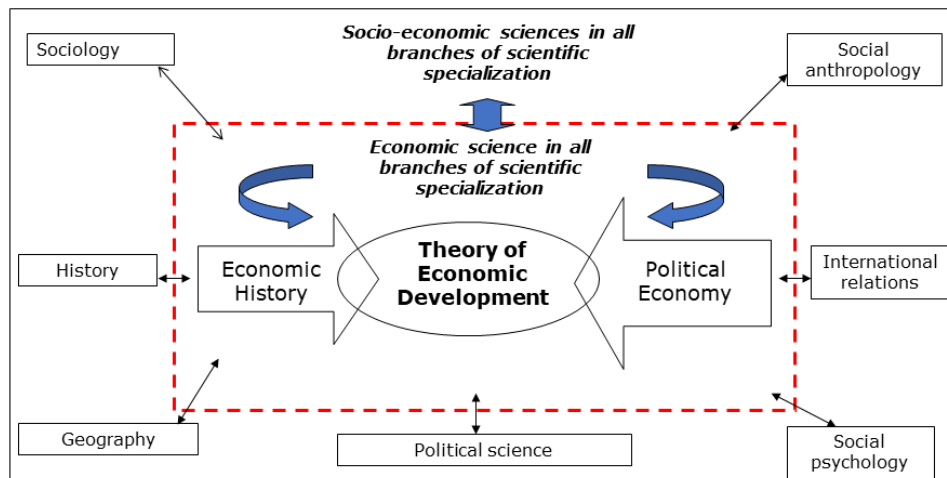 Socio-economic sciences in all
branches of scientific
specialization
Sociology
Social
anthropology
Economic science in all
branches of scientific
specialization
History
Economic
History
Theory of
Economic
Development
Political
Economy
International
relations
Geography
Political science
Social
psychology